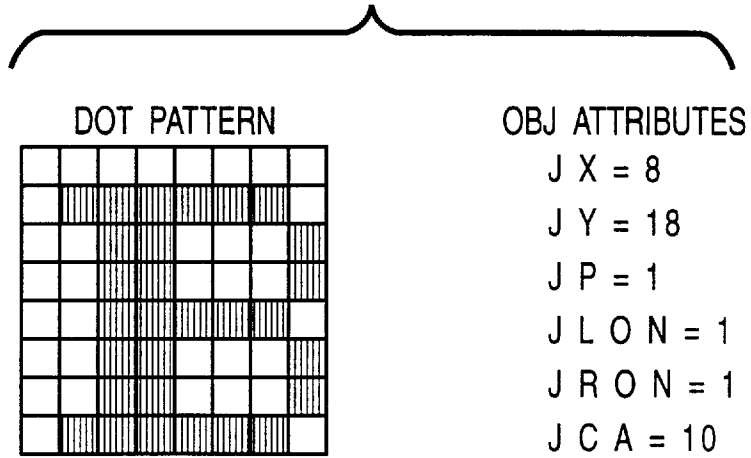 DOT PATTERN
OBJ ATTRIBUTES
J X = 8
J Y = 18
J P = 1
J L O N = 1
J R O N = 1
J C A = 10